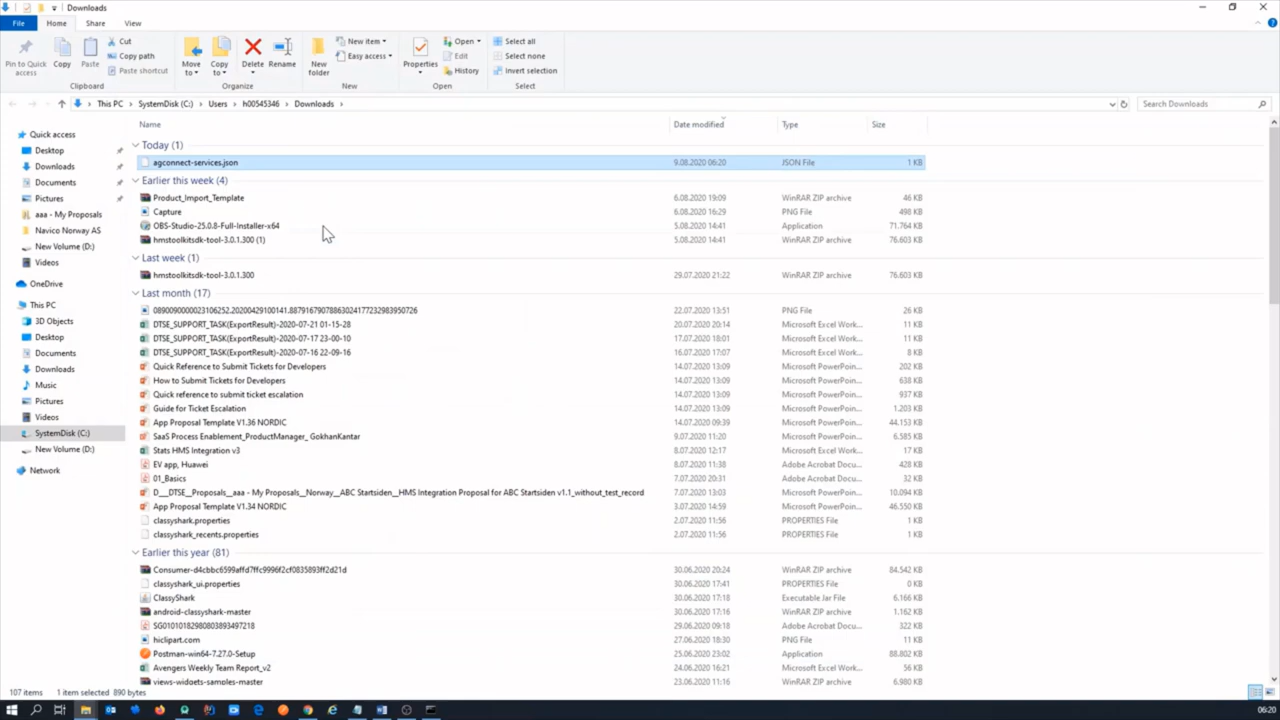 Downloads
File Home Share View
Pin to Quick access
Copy
Paste
Cut
Copy path
Paste shortcut
Clipboard
Move to
Copy to
Delete
Rename
Organize
New folder
New item
Easy access
New
Properties
Open
Edit
History
Open
Select all
Select none
Invert selection
Select
This PC > SystemDisk (C:) > Users > h00545346 > Downloads >
Search Downloads
Quick access
Desktop
Downloads
Documents
Pictures
aaa - My Proposals
Navico Norway AS
New Volume (D:)
Videos
OneDrive
This PC
3D Objects
Desktop
Documents
Downloads
Music
Pictures
Videos
SystemDisk (C:)
New Volume (D:)
Network
Name Date modified Type Size
Today (1)
agconnect-services.json 9.08.2020 06:20 JSON File 1 KB
Earlier this week (4)
Product_Import_Template 6.08.2020 19:09 WinRAR ZIP archive 46 KB
Capture 6.08.2020 16:29 PNG File 498 KB
OBS-Studio-25.0.8-Full-Installer-x64 5.08.2020 14:41 Application 71.764 KB
hmstoolkitsdk-tool-3.0.1.300 (1) 5.08.2020 14:41 WinRAR ZIP archive 76.603 KB
Last week (1)
hmstoolkitsdk-tool-3.0.1.300 29.07.2020 21:22 WinRAR ZIP archive 76.603 KB
Last month (17)
22.07.2020 13:51 PNG File 26 KB
DTSE_SUPPORT_TASK(ExportResult)-2020-07-21 01-15-28 20.07.2020 20:14 Microsoft Excel Work... 11 KB
DTSE_SUPPORT_TASK(ExportResult)-2020-07-17 23-00-10 17.07.2020 18:01 Microsoft Excel Work... 11 KB
DTSE_SUPPORT_TASK(ExportResult)-2020-07-16 22-09-16 16.07.2020 17:07 Microsoft Excel Work... 8 KB
Quick Reference to Submit Tickets for Developers 14.07.2020 13:09 Microsoft PowerPoin... 202 KB
How to Submit Tickets for Developers 14.07.2020 13:09 Microsoft PowerPoin... 638 KB
Quick reference to submit ticket escalation 14.07.2020 13:09 Microsoft PowerPoin... 937 KB
Guide for Ticket Escalation 14.07.2020 13:09 Microsoft PowerPoin... 1.203 KB
App Proposal Template V1.36 NORDIC 14.07.2020 09:39 Microsoft PowerPoin... 44.153 KB
SaaS Process Enablement_ProductManager_ GokhanKantar 9.07.2020 11:20 Microsoft PowerPoin... 6.585 KB
Stats HMS Integration v3 8.07.2020 12:17 Microsoft Excel Work... 17 KB
EV app, Huawei 8.07.2020 11:38 Adobe Acrobat Docu... 428 KB
01_Basics 7.07.2020 20:31 Adobe Acrobat Docu... 32 KB
D___DTSE__Proposals__aaa - My Proposals__Norway__ABC Startsiden__HMS Integration Proposal for ABC Startsiden v1.1_without_test_record 7.07.2020 13:03 Microsoft PowerPoin... 10.094 KB
App Proposal Template V1.34 NORDIC 3.07.2020 14:59 Microsoft PowerPoin... 46.550 KB
classyshark.properties 2.07.2020 11:56 PROPERTIES File 1 KB
classyshark_recents.properties 2.07.2020 11:56 PROPERTIES File 1 KB
Earlier this year (81)
Consumer-d4cbbc6599affd7ffc9996f2cf0835893ff2d21d 30.06.2020 20:24 WinRAR ZIP archive 84.542 KB
classyshark_ui.properties 30.06.2020 17:41 PROPERTIES File 0 KB
ClassyShark 30.06.2020 17:18 Executable Jar File 6.166 KB
android-classyshark-master 30.06.2020 17:16 WinRAR ZIP archive 1.162 KB
SG0101018298080389349​7218 29.06.2020 09:18 Adobe Acrobat Docu... 322 KB
hiclipart.com 27.06.2020 18:30 PNG File 11 KB
Postman-win64-7.27.0-Setup 25.06.2020 23:02 Application 88.802 KB
Avengers Weekly Team Report_v2 24.06.2020 16:21 Microsoft Excel Work... 56 KB
views-widgets-samples-master 23.06.2020 11:16 WinRAR ZIP archive 6.980 KB
107 items 1 item selected 890 bytes
06:20